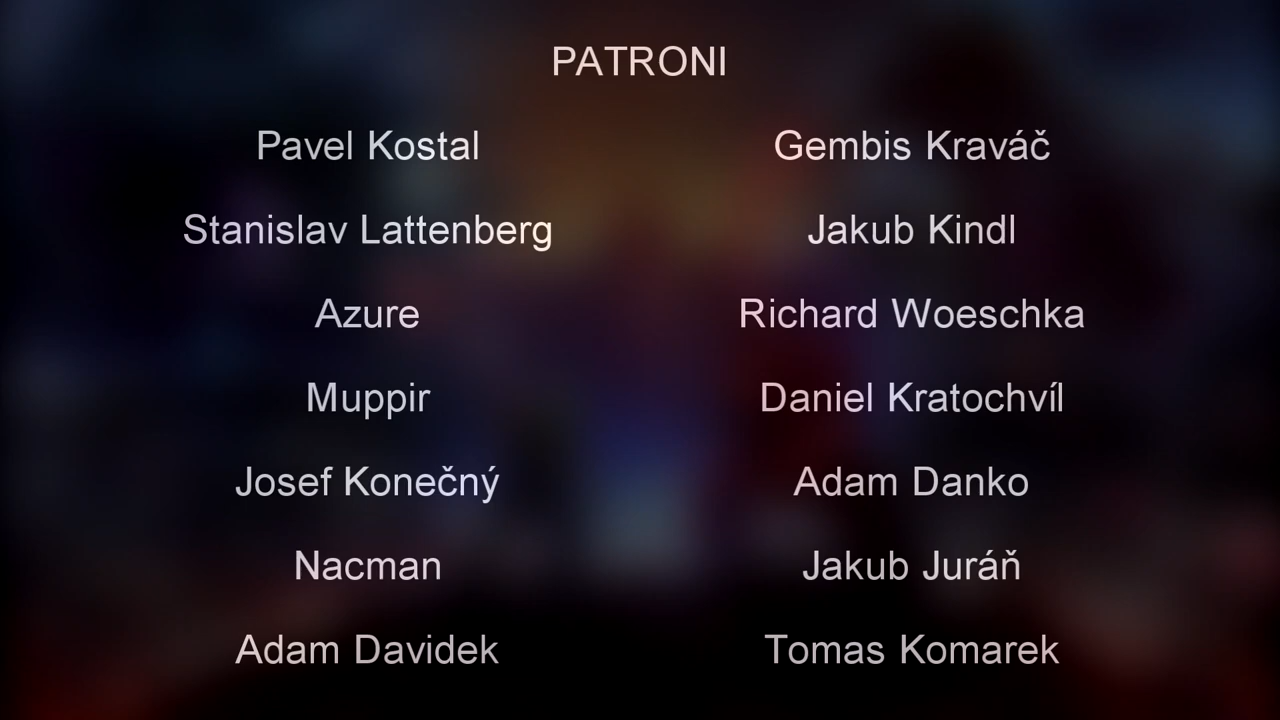 PATRONI
Pavel Kostal
Gembis Kraváč
Stanislav Lattenberg
Jakub Kindl
Azure
Richard Woeschka
Muppir
Daniel Kratochvíl
Josef Konečný
Adam Danko
Nacman
Jakub Juráň
Adam Davidek
Tomas Komarek